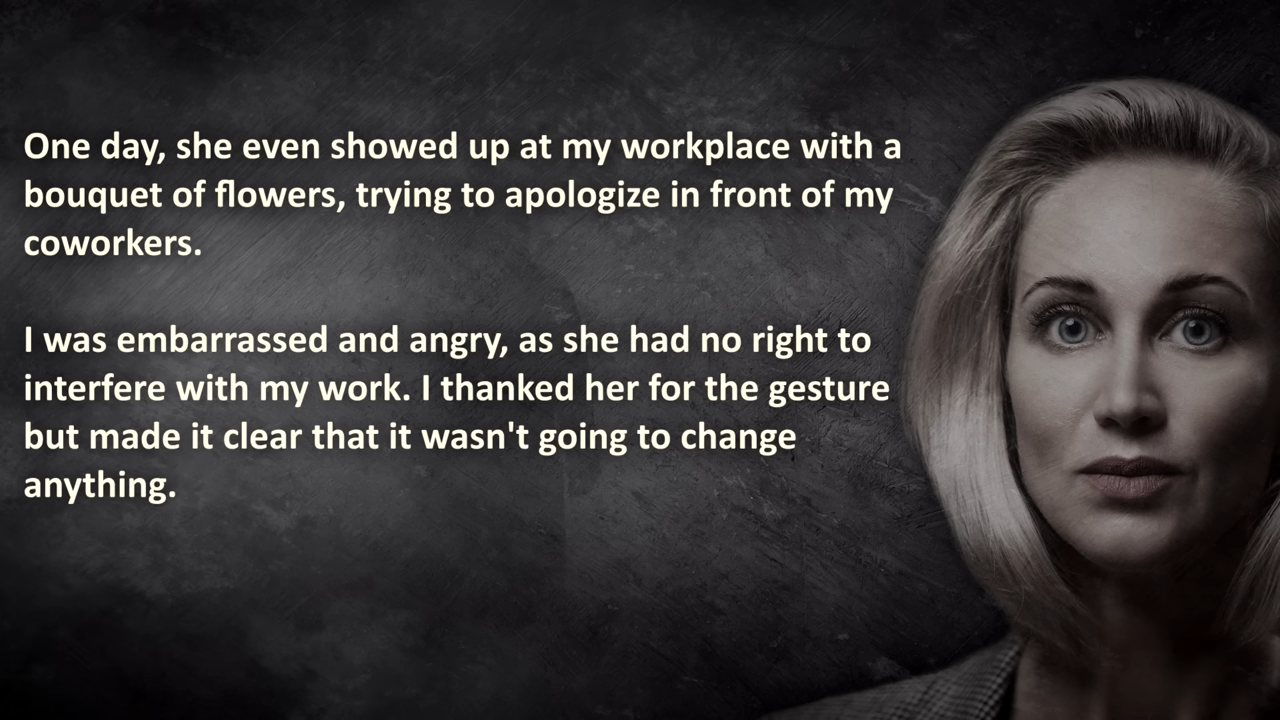 One day, she even showed up at my workplace with a
bouquet of flowers, trying to apologize in front of my
coworkers.
I was embarrassed and angry, as she had no right to
interfere with my work. I thanked her for the gesture
but made it clear that it wasn't going to change
anything.